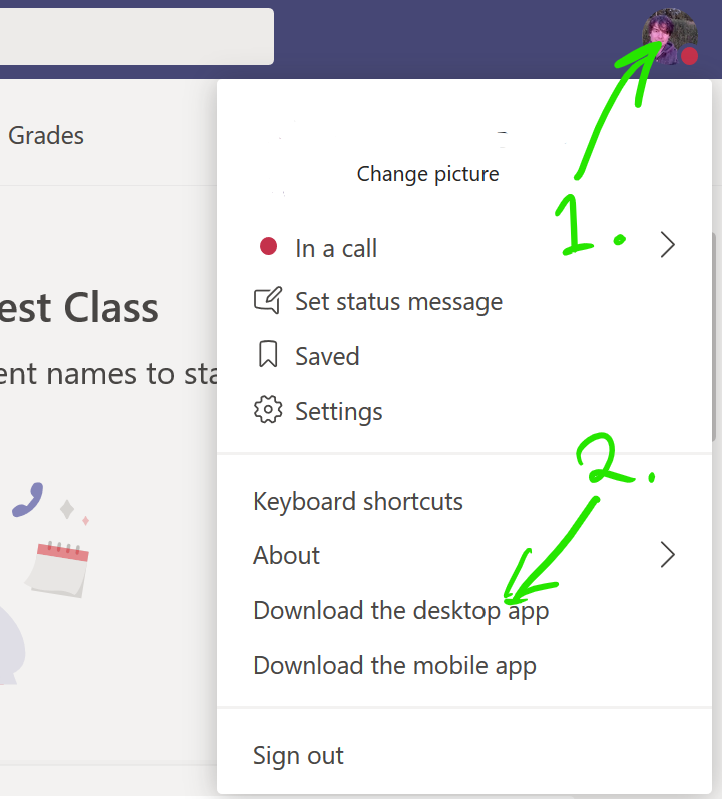 Grades
Change picture
1.
In a call
est Class
Set status message
ent names to sta
Saved
Settings
2.
Keyboard shortcuts
About
Download the desktop app
Download the mobile app
Sign out